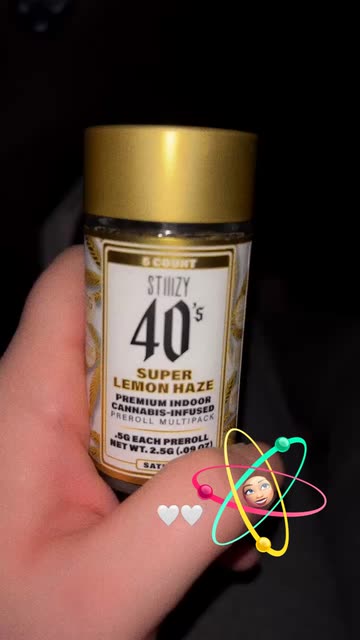 5 COUNT
STIIIZY
40's
SUPER
LEMON HAZE
PREMIUM INDOOR
CANNABIS-INFUSED
PREROLL MULTIPACK
.5G EACH PREROLL
NET WT. 2.5G (.09 OZ)